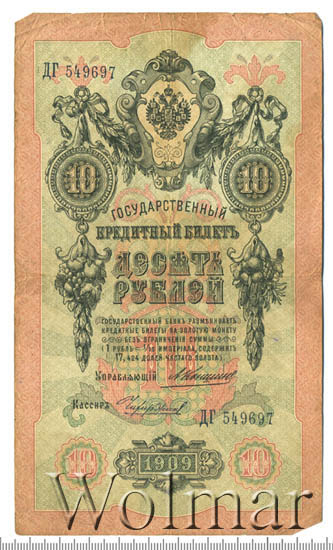 ДГ 549697
10 10
ГОСУДАРСТВЕННЫЙ
КРЕДИТНЫЙ БИЛЕТЪ
ДЕСЯТЬ
РУБЛЕЙ
ГОСУДАРСТВЕННЫЙ БАНКЪ РАЗМѢНИВАЕТЪ
КРЕДИТНЫЕ БИЛЕТЫ НА ЗОЛОТУЮ МОНЕТУ
БЕЗЪ ОГРАНИЧЕНІЯ СУММЫ
(1 РУБЛЬ = 1/15 ИМПЕРІАЛА, СОДЕРЖИТЪ
17,424 ДОЛЕЙ ЧИСТАГО ЗОЛОТА)
УПРАВЛЯЮЩІЙ
КАССИРЪ
ДГ 549697
10 1909 10
Wolmar
Wolmar